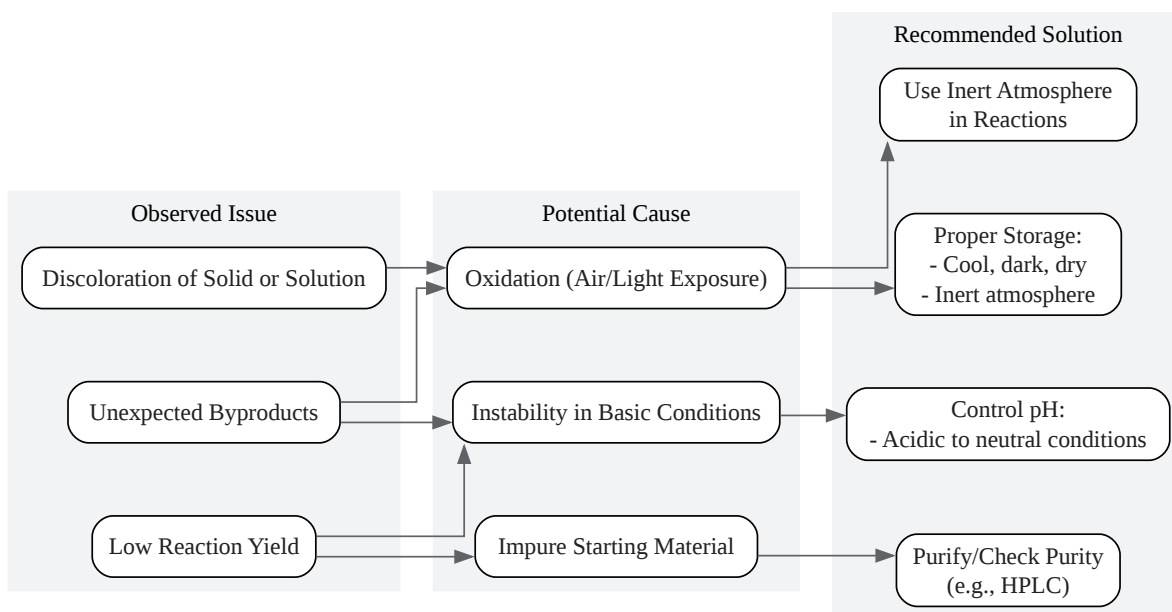 Recommended Solution
Use Inert Atmosphere
in Reactions
Observed Issue
Potential Cause
Discoloration of Solid or Solution
Oxidation (Air/Light Exposure)
Proper Storage:
- Cool, dark, dry
- Inert atmosphere
Unexpected Byproducts
Instability in Basic Conditions
Control pH:
- Acidic to neutral conditions
Low Reaction Yield
Impure Starting Material
Purify/Check Purity
(e.g., HPLC)